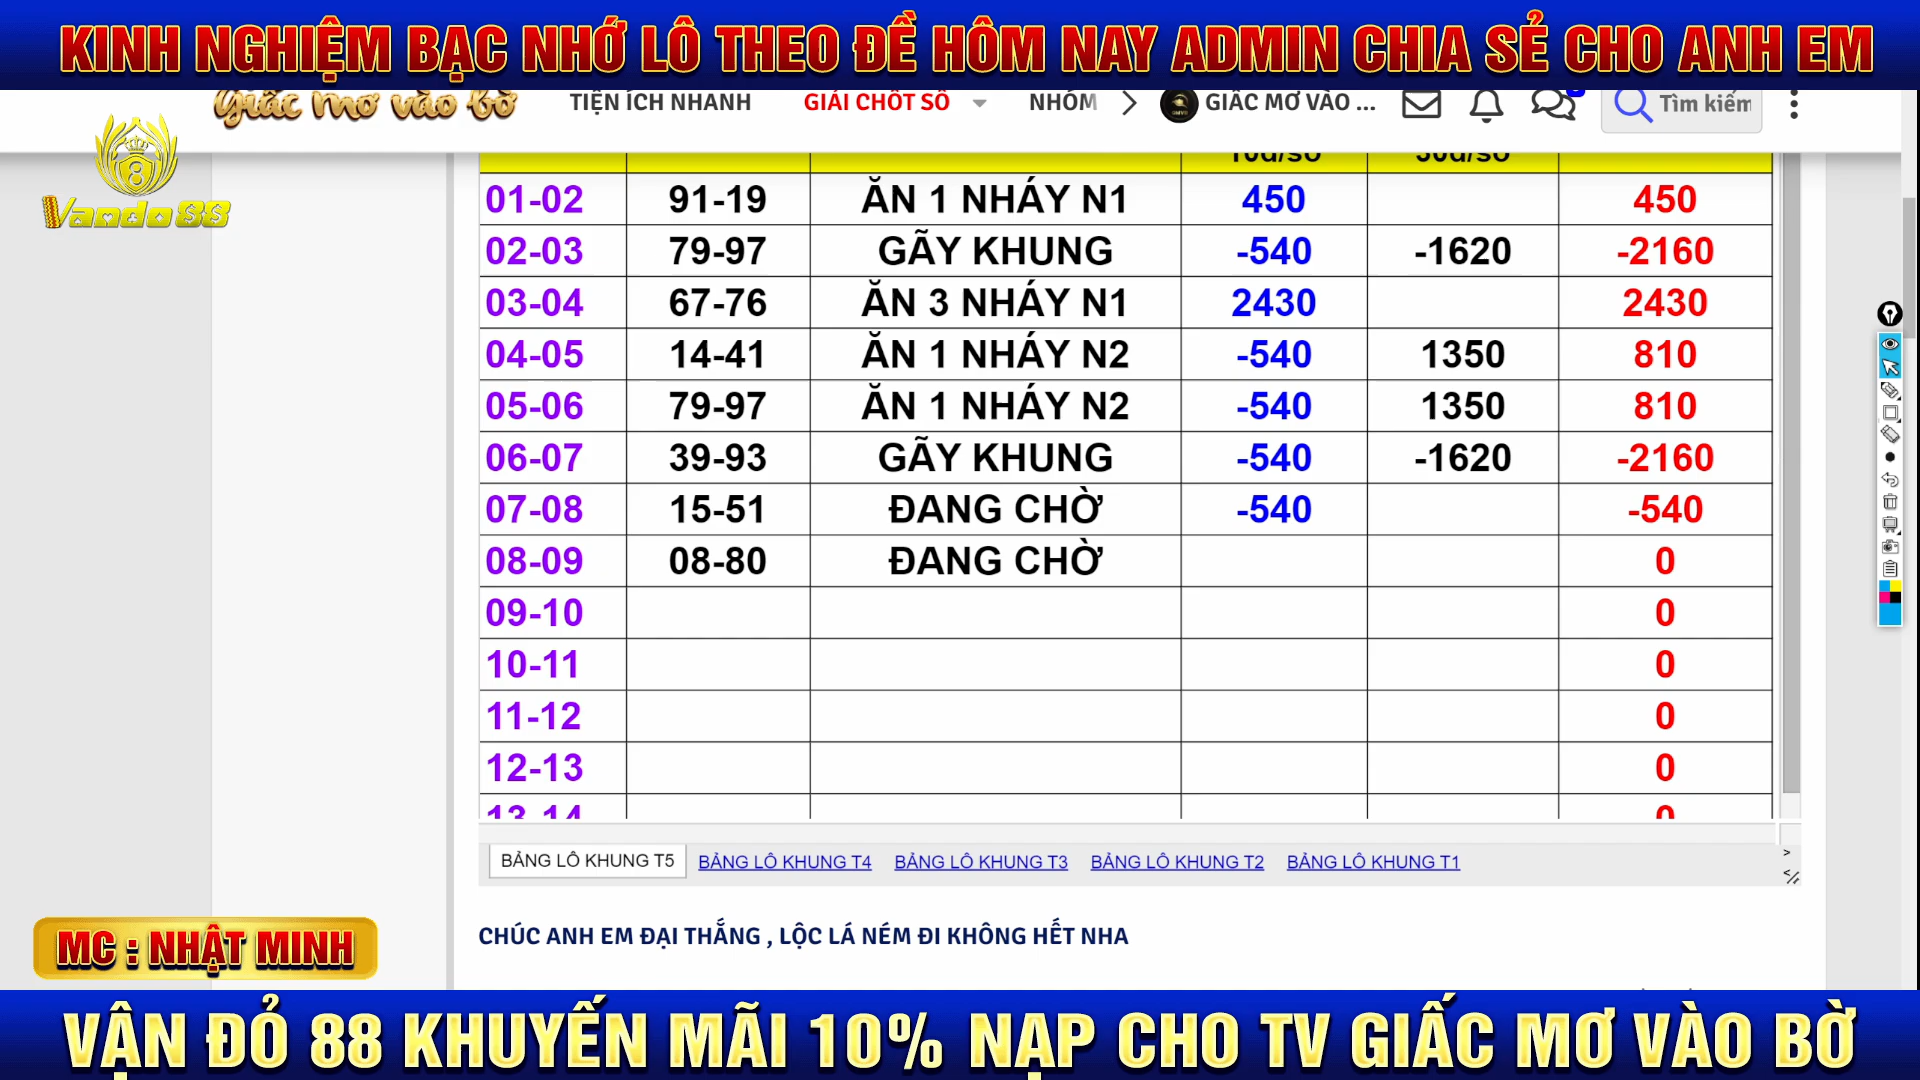 KINH NGHIỆM BẠC NHỚ LÔ THEO ĐỀ HÔM NAY ADMIN CHIA SẺ CHO ANH EM
Giấc mơ vào bờ TIỆN ÍCH NHANH GIẢI CHỐT SỐ NHÓM GIẤC MƠ VÀO ... Tìm kiếm
8
Vando88
10đ/số 30đ/số
01-02 91-19 ĂN 1 NHÁY N1 450 450
02-03 79-97 GÃY KHUNG -540 -1620 -2160
03-04 67-76 ĂN 3 NHÁY N1 2430 2430
04-05 14-41 ĂN 1 NHÁY N2 -540 1350 810
05-06 79-97 ĂN 1 NHÁY N2 -540 1350 810
06-07 39-93 GÃY KHUNG -540 -1620 -2160
07-08 15-51 ĐANG CHỜ -540 -540
08-09 08-80 ĐANG CHỜ 0
09-10 0
10-11 0
11-12 0
12-13 0
13-14 0
BẢNG LÔ KHUNG T5 BẢNG LÔ KHUNG T4 BẢNG LÔ KHUNG T3 BẢNG LÔ KHUNG T2 BẢNG LÔ KHUNG T1
CHÚC ANH EM ĐẠI THẮNG , LỘC LÁ NÉM ĐI KHÔNG HẾT NHA
MC : NHẬT MINH
VẬN ĐỎ 88 KHUYẾN MÃI 10% NẠP CHO TV GIẤC MƠ VÀO BỜ